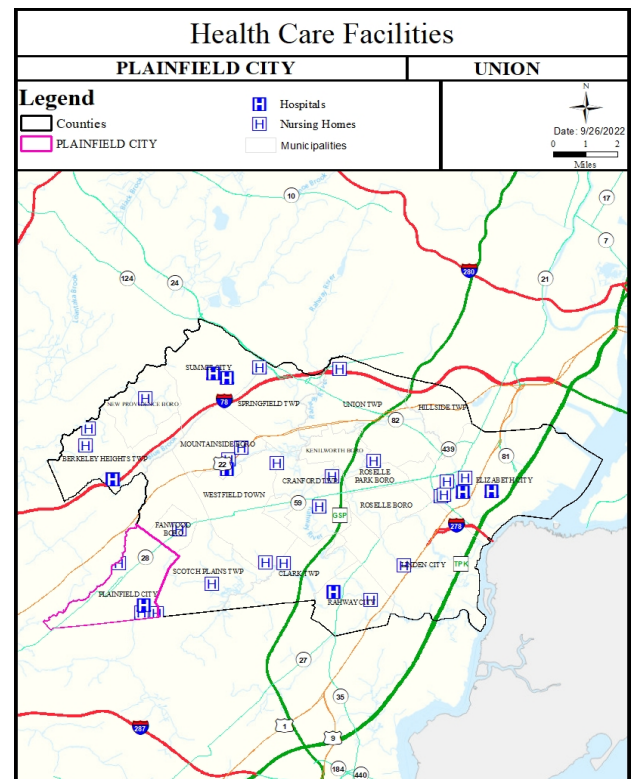 Health Care Facilities
PLAINFIELD CITY
UNION
Legend
Counties
PLAINFIELD CITY
H Hospitals
H Nursing Homes
Municipalities
N
Date: 9/26/2022
0 1 2
Miles
10
17
7
280
21
124
24
SUMMIT CITY
H H H H
NEW PROVIDENCE BORO
H
78
SPRINGFIELD TWP
UNION TWP
HILLSIDE TWP
82
H
H
BERKELEY HEIGHTS TWP
MOUNTAINSIDE BORO
H
KENILWORTH BORO
439
81
22
H
H
H
H
ROSELLE
PARK BORO
CRANFORD TWP
H
H
WESTFIELD TOWN
H H H
ELIZABETH CITY
H H
59
H
ROSELLE BORO
GSP
278
FANWOOD
BORO
H
28
H
SCOTCH PLAINS TWP
H H
CLARK TWP
H
LINDEN CITY
TPK
H
PLAINFIELD CITY
H
H H
H
RAHWAY CITY
H
27
35
287
1
9
184
440